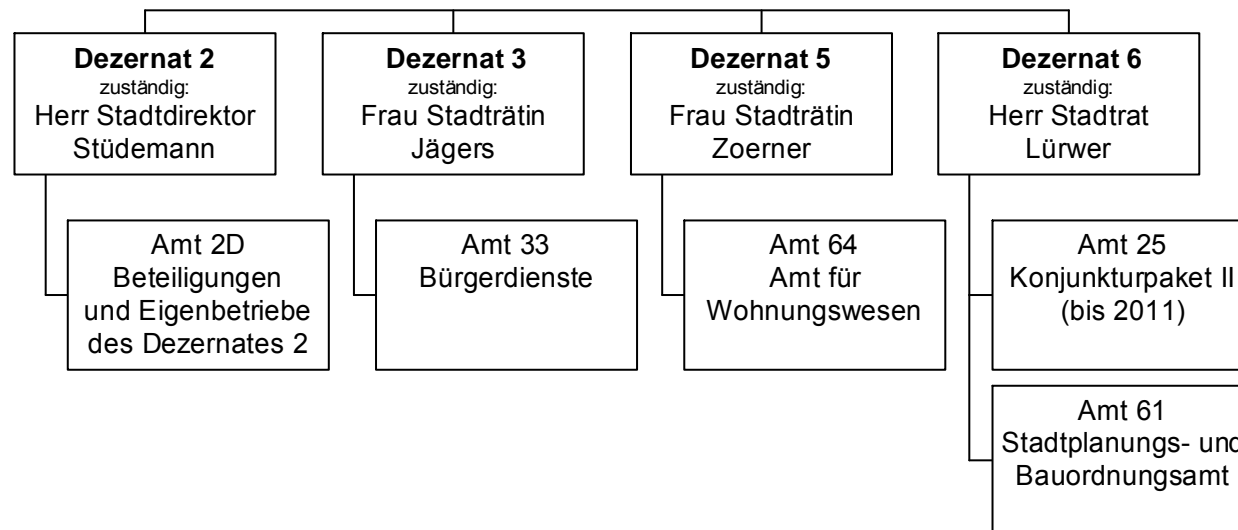 Dezernat 2
zuständig:
Herr Stadtdirektor
Stüdemann
Dezernat 3
zuständig:
Frau Stadträtin
Jägers
Dezernat 5
zuständig:
Frau Stadträtin
Zoerner
Dezernat 6
zuständig:
Herr Stadtrat
Lürwer
Amt 2D
Beteiligungen
und Eigenbetriebe
des Dezernates 2
Amt 33
Bürgerdienste
Amt 64
Amt für
Wohnungswesen
Amt 25
Konjunkturpaket II
(bis 2011)
Amt 61
Stadtplanungs- und
Bauordnungsamt